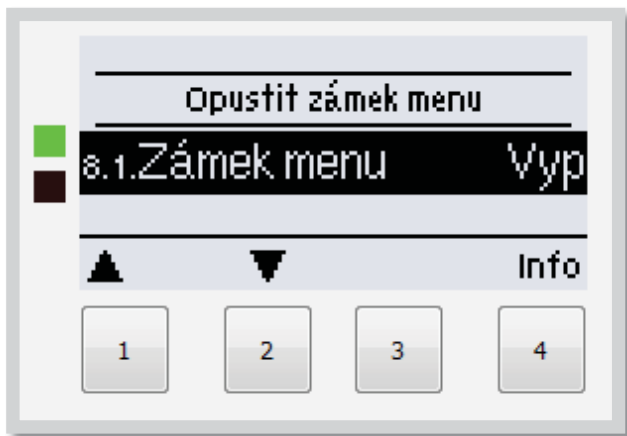 Opustit zámek menu
8.1.Zámek menu Vyp
▲ ▼ Info
1 2 3 4